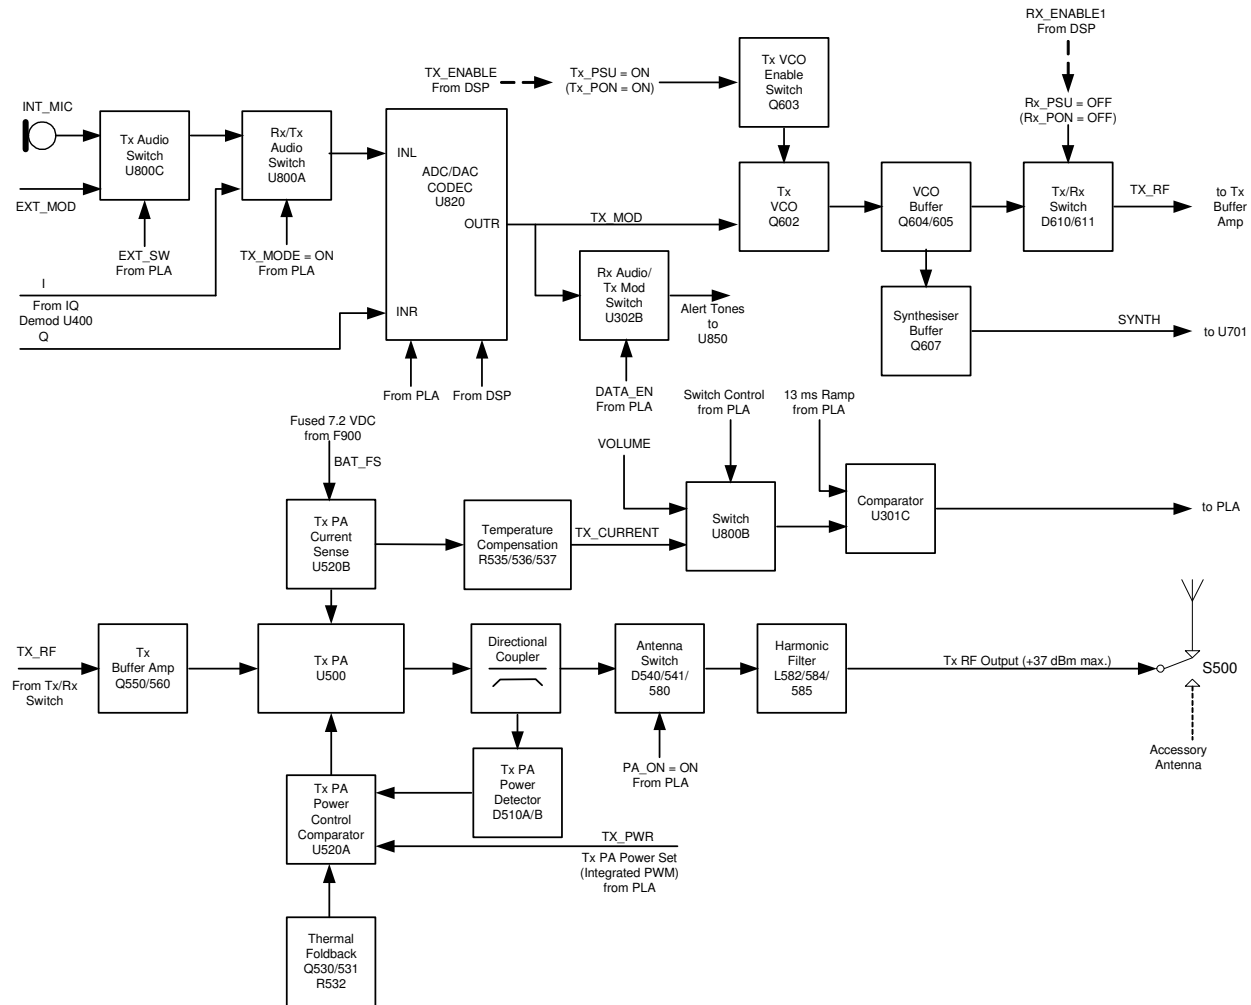 RX_ENABLE1
From DSP
TX_ENABLE
From DSP
Tx_PSU = ON
(Tx_PON = ON)
Tx VCO
Enable
Switch
Q603
Rx_PSU = OFF
(Rx_PON = OFF)
INT_MIC
Tx Audio
Switch
U800C
Rx/Tx
Audio
Switch
U800A
INL
ADC/DAC
CODEC
U820
OUTR
INR
EXT_MOD
TX_MOD
Tx
VCO
Q602
VCO
Buffer
Q604/605
Tx/Rx
Switch
D610/611
TX_RF
to Tx
Buffer
Amp
EXT_SW
From PLA
TX_MODE = ON
From PLA
I
From IQ
Demod U400
Q
Rx Audio/
Tx Mod
Switch
U302B
Alert Tones
to
U850
Synthesiser
Buffer
Q607
SYNTH
to U701
From PLA
From DSP
DATA_EN
From PLA
Switch Control
from PLA
13 ms Ramp
from PLA
Fused 7.2 VDC
from F900
BAT_FS
VOLUME
Tx PA
Current
Sense
U520B
Temperature
Compensation
R535/536/537
TX_CURRENT
Switch
U800B
Comparator
U301C
to PLA
TX_RF
From Tx/Rx
Switch
Tx
Buffer Amp
Q550/560
Tx PA
U500
Directional
Coupler
Antenna
Switch
D540/541/
580
Harmonic
Filter
L582/584/
585
Tx RF Output (+37 dBm max.)
S500
Accessory
Antenna
PA_ON = ON
From PLA
Tx PA
Power
Detector
D510A/B
Tx PA
Power
Control
Comparator
U520A
TX_PWR
Tx PA Power Set
(Integrated PWM)
from PLA
Thermal
Foldback
Q530/531
R532